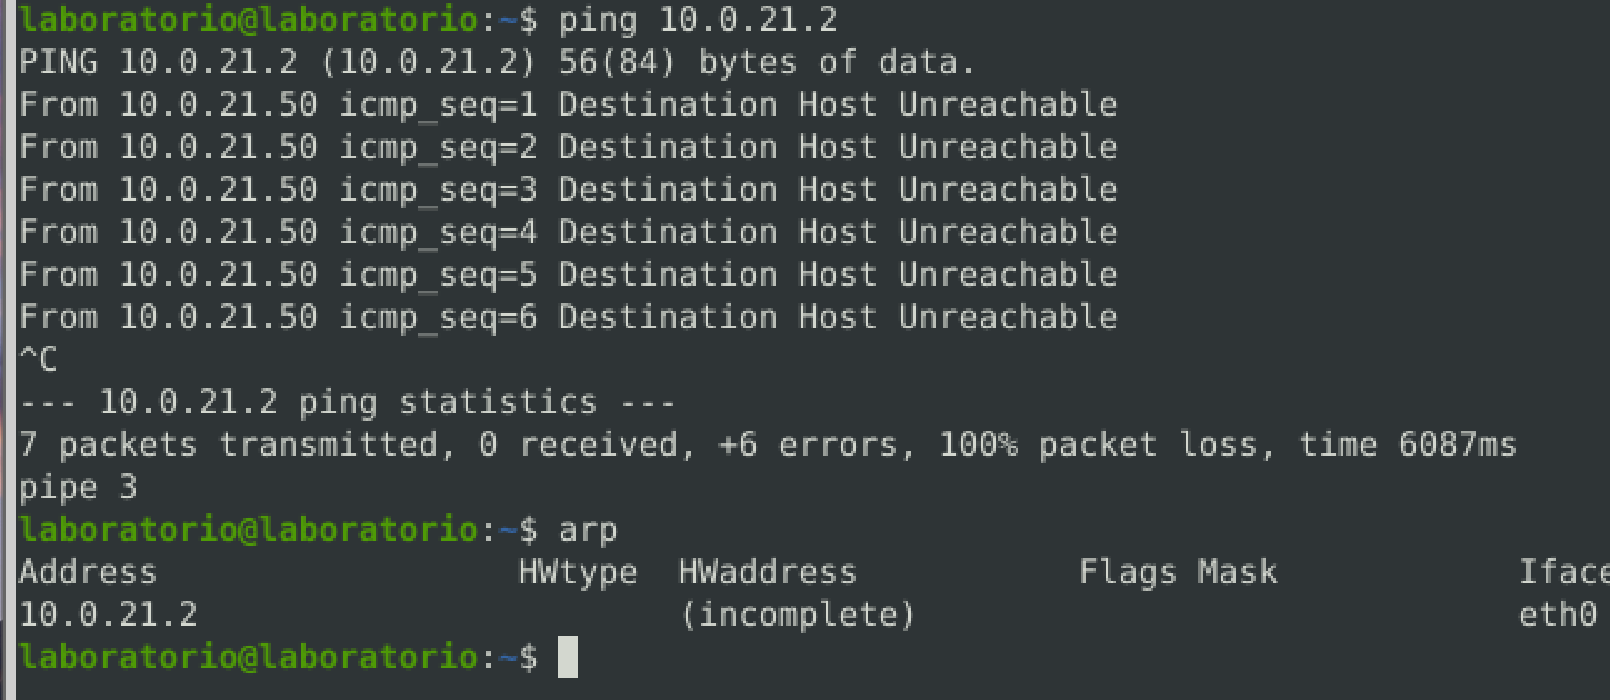 laboratorio@laboratorio:~$ ping 10.0.21.2
PING 10.0.21.2 (10.0.21.2) 56(84) bytes of data.
From 10.0.21.50 icmp_seq=1 Destination Host Unreachable
From 10.0.21.50 icmp_seq=2 Destination Host Unreachable
From 10.0.21.50 icmp_seq=3 Destination Host Unreachable
From 10.0.21.50 icmp_seq=4 Destination Host Unreachable
From 10.0.21.50 icmp_seq=5 Destination Host Unreachable
From 10.0.21.50 icmp_seq=6 Destination Host Unreachable
^C
--- 10.0.21.2 ping statistics ---
7 packets transmitted, 0 received, +6 errors, 100% packet loss, time 6087ms
pipe 3
laboratorio@laboratorio:~$ arp
Address                  HWtype  HWaddress           Flags Mask            Iface
10.0.21.2                        (incomplete)                              eth0
laboratorio@laboratorio:~$